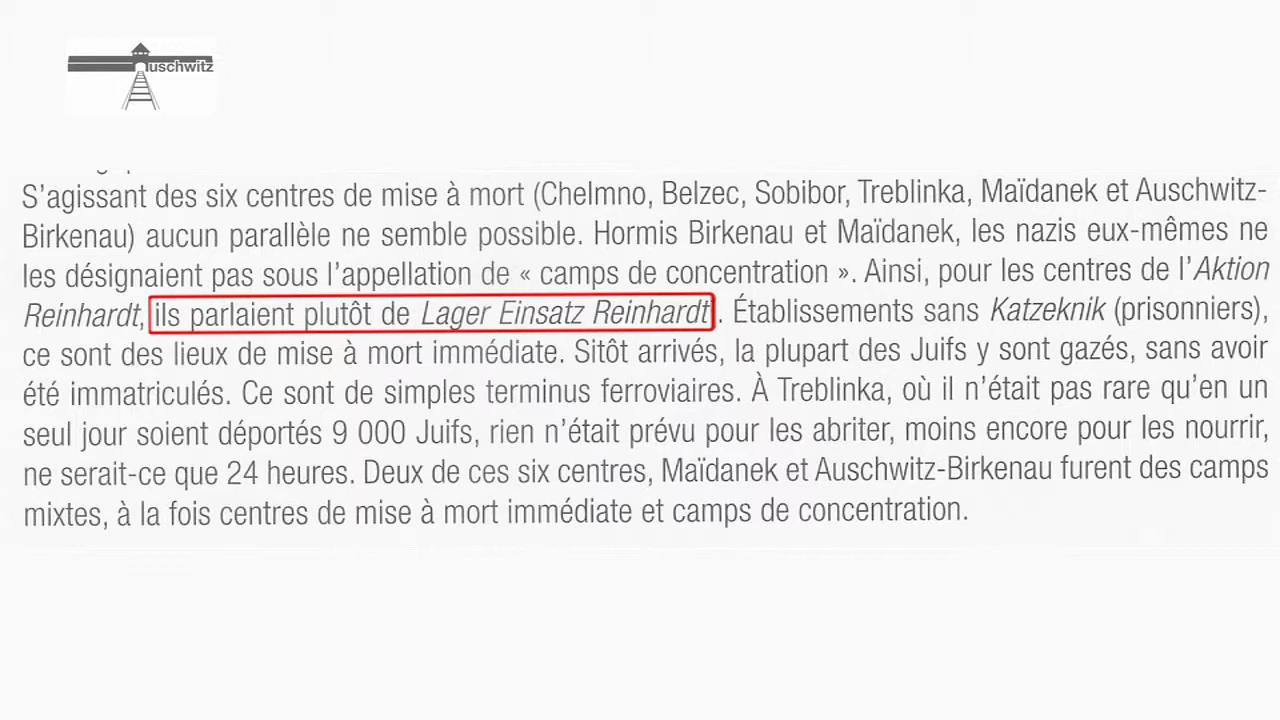 uschwitz
S'agissant des six centres de mise à mort (Chelmno, Belzec, Sobibor, Treblinka, Maïdanek et Auschwitz-
Birkenau) aucun parallèle ne semble possible. Hormis Birkenau et Maïdanek, les nazis eux-mêmes ne
les désignaient pas sous l'appellation de « camps de concentration ». Ainsi, pour les centres de l'Aktion
Reinhardt, ils parlaient plutôt de Lager Einsatz Reinhardt. Établissements sans Katzeknik (prisonniers),
ce sont des lieux de mise à mort immédiate. Sitôt arrivés, la plupart des Juifs y sont gazés, sans avoir
été immatriculés. Ce sont de simples terminus ferroviaires. À Treblinka, où il n'était pas rare qu'en un
seul jour soient déportés 9 000 Juifs, rien n'était prévu pour les abriter, moins encore pour les nourrir,
ne serait-ce que 24 heures. Deux de ces six centres, Maïdanek et Auschwitz-Birkenau furent des camps
mixtes, à la fois centres de mise à mort immédiate et camps de concentration.